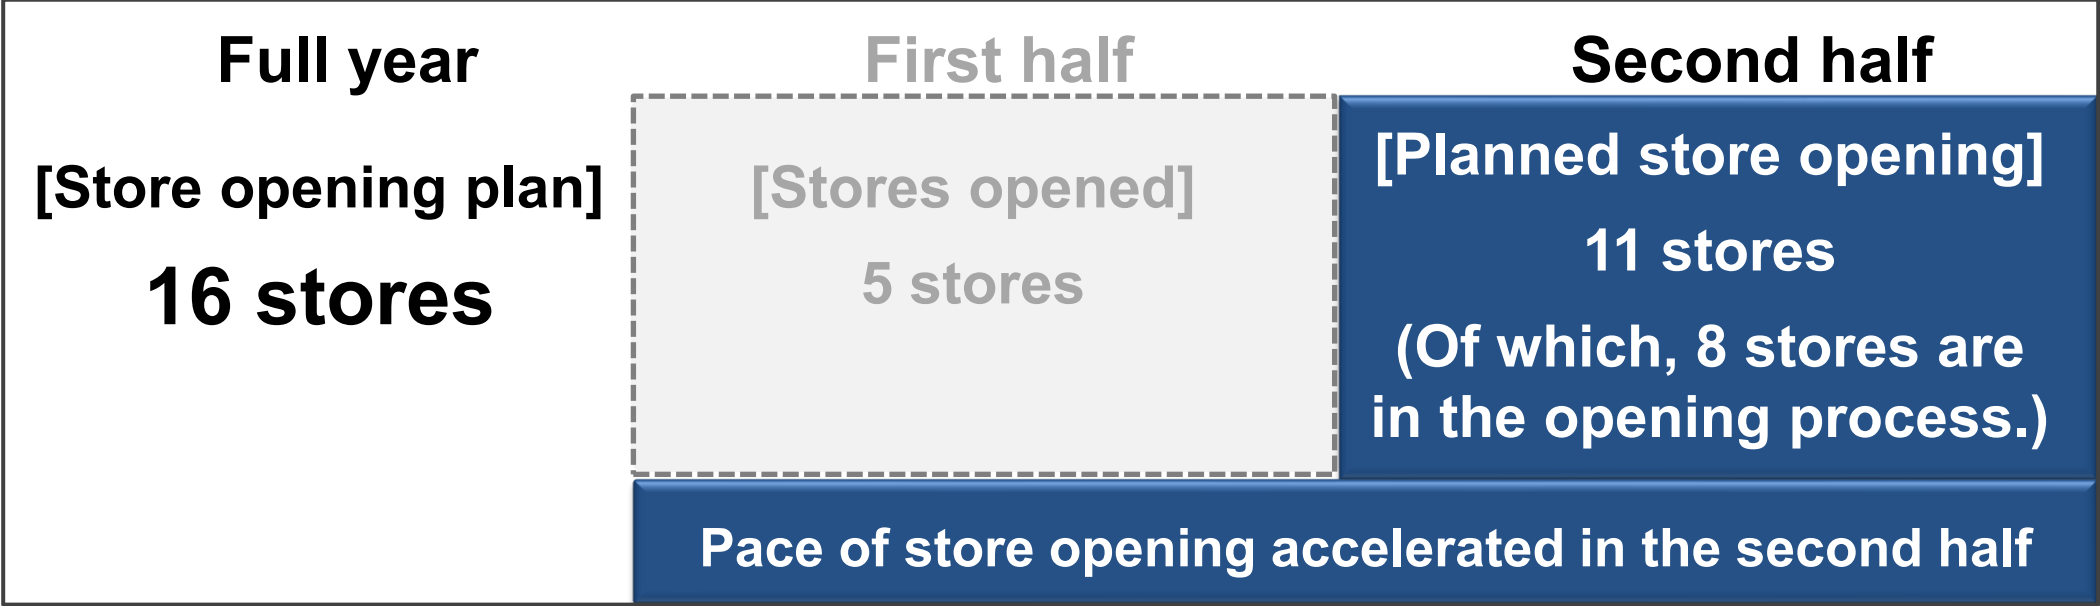 Full year
[Store opening plan]
16 stores
First half
[Stores opened]
5 stores
Second half
[Planned store opening]
11 stores
(Of which, 8 stores are
in the opening process.)
Pace of store opening accelerated in the second half